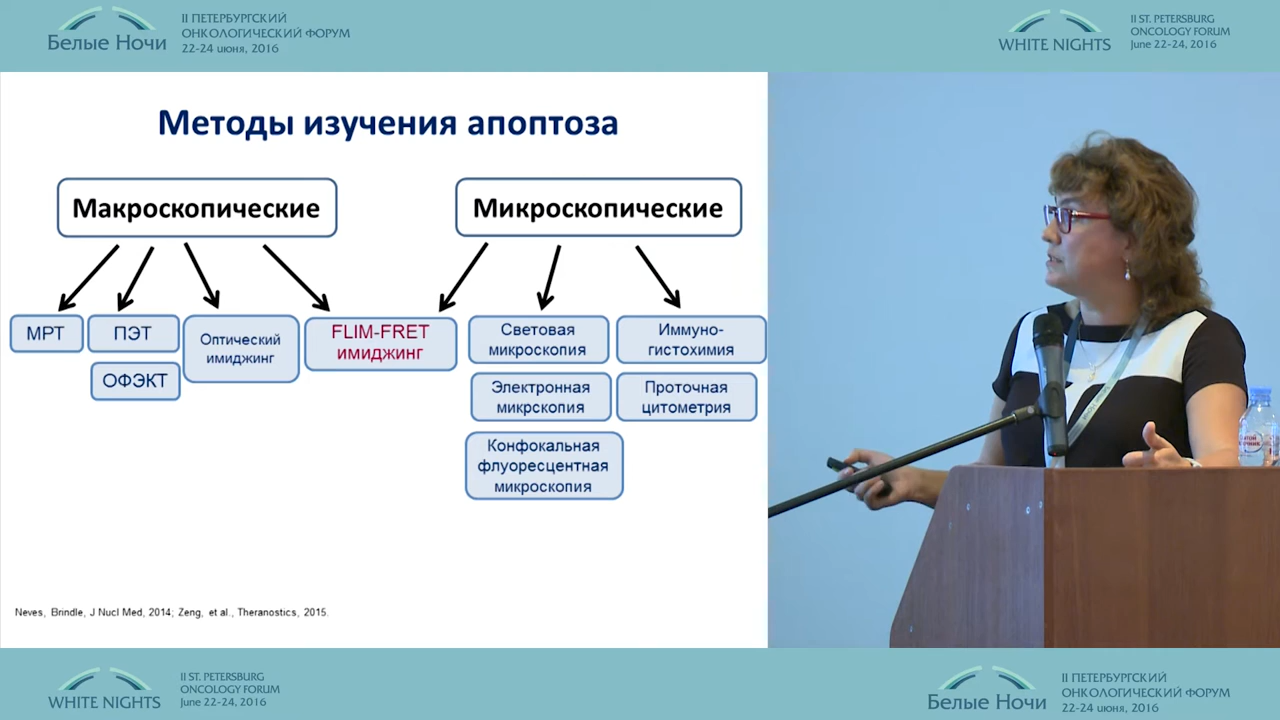 Белые Ночи
II ПЕТЕРБУРГСКИЙ
ОНКОЛОГИЧЕСКИЙ ФОРУМ
22-24 июня, 2016
WHITE NIGHTS
II ST. PETERSBURG
ONCOLOGY FORUM
June 22-24, 2016
Методы изучения апоптоза
Макроскопические
Микроскопические
МРТ
ПЭТ
ОФЭКТ
Оптический
имиджинг
FLIM-FRET
имиджинг
Световая
микроскопия
Иммуно-
гистохимия
Электронная
микрскопия
Проточная
цитометрия
Конфокальная
флуоресцентная
микроскопия
Neves, Brindle, J Nucl Med, 2014; Zeng, et al., Theranostics, 2015.
WHITE NIGHTS
II ST. PETERSBURG
ONCOLOGY FORUM
June 22-24, 2016
Белые Ночи
II ПЕТЕРБУРГСКИЙ
ОНКОЛОГИЧЕСКИЙ ФОРУМ
22-24 июня, 2016